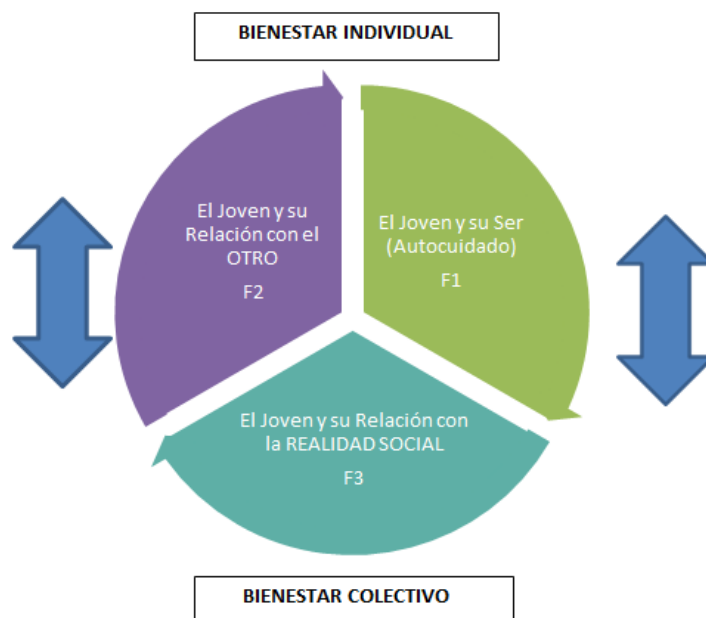 BIENESTAR INDIVIDUAL
El Joven y su
Relación con el
OTRO
F2
El Joven y su Ser
(Autocuidado)
F1
El Joven y su Relación con
la REALIDAD SOCIAL
F3
BIENESTAR COLECTIVO